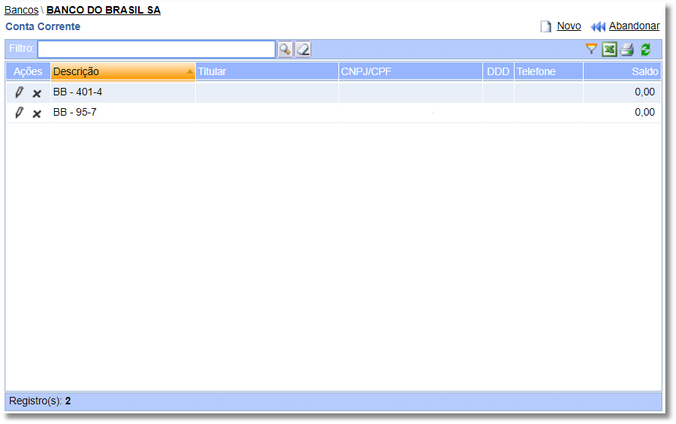 Bancos \ BANCO DO BRASIL SA
Conta Corrente Novo Abandonar
Filtro:
Ações Descrição Titular CNPJ/CPF DDD Telefone Saldo
BB - 401-4 0,00
BB - 95-7 0,00
Registro(s): 2